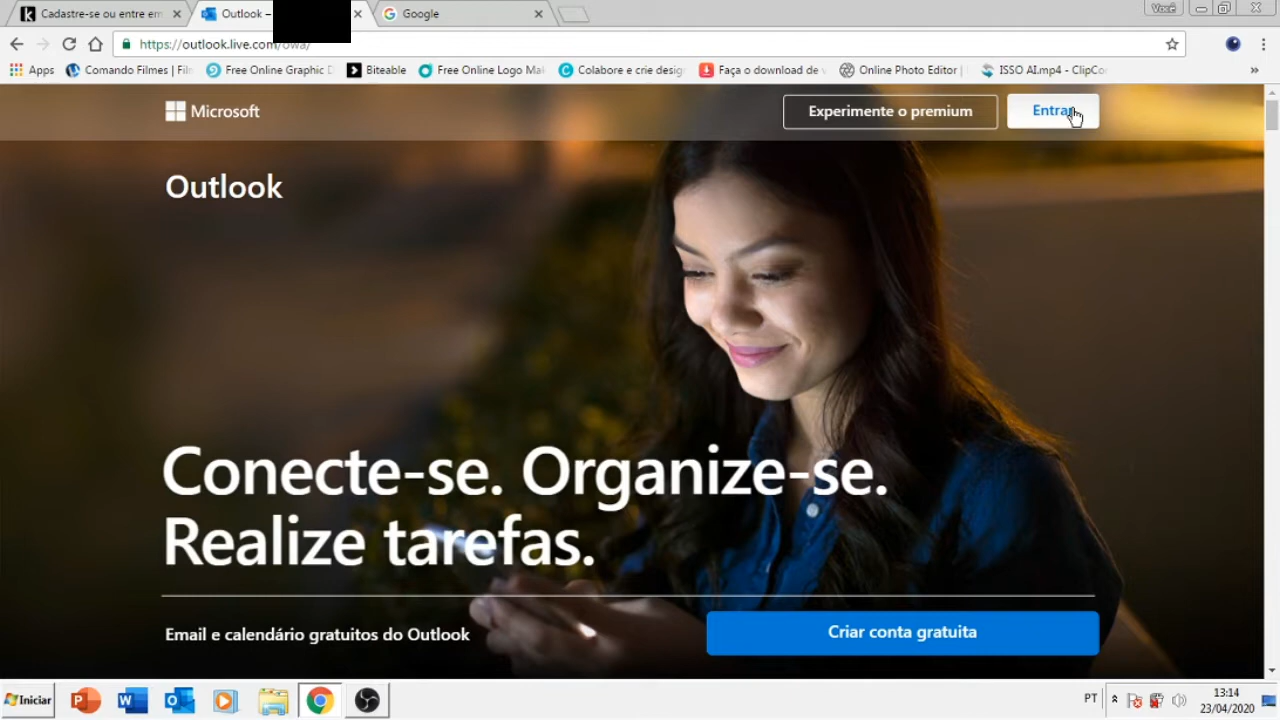 Cadastre-se ou entre em
Outlook –
Google
Você
https://outlook.live.com/owa/
Apps
Comando Filmes | Fil
Free Online Graphic D
Biteable
Free Online Logo Ma
Colabore e crie desig
Faça o download de v
Online Photo Editor |
ISSO AI.mp4 - ClipCo
»
Microsoft
Experimente o premium
Entrar
Outlook
Conecte-se. Organize-se.
Realize tarefas.
Email e calendário gratuitos do Outlook
Criar conta gratuita
Iniciar
PT
13:14
23/04/2020